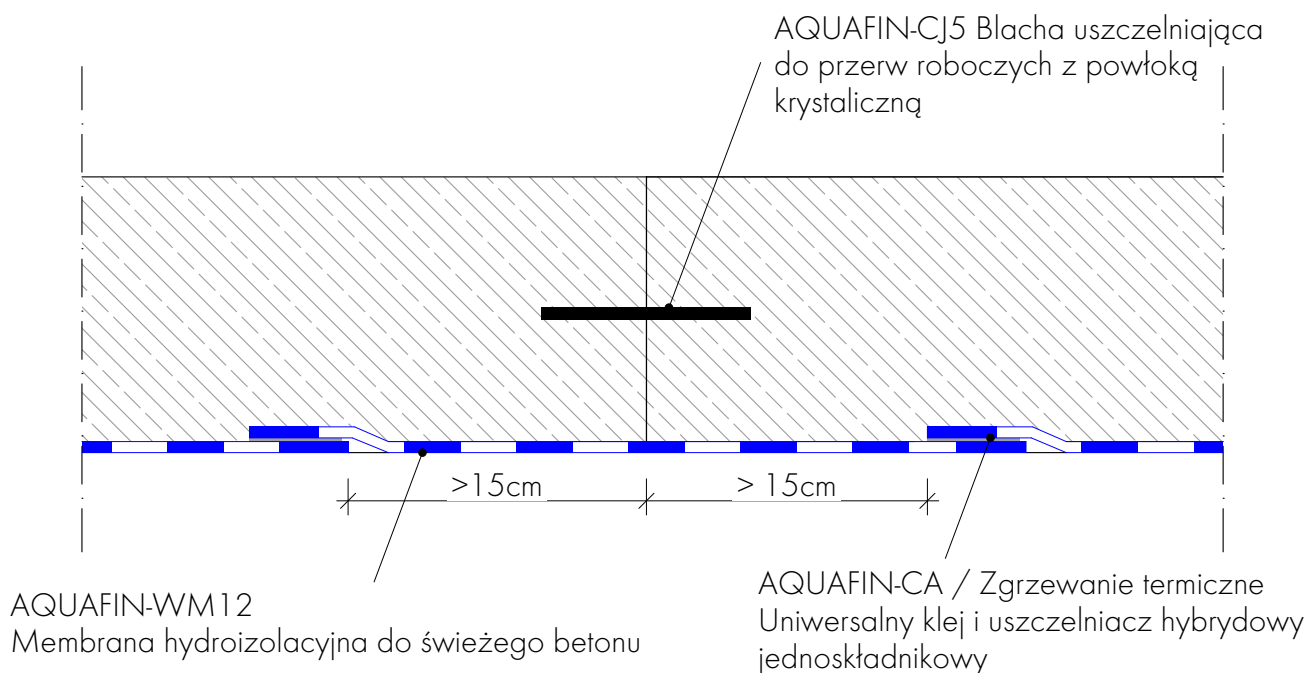 AQUAFIN-CJ5 Blacha uszczelniająca
do przerw roboczych z powłoką
krystaliczną
>15cm
> 15cm
AQUAFIN-WM12
Membrana hydroizolacyjna do świeżego betonu
AQUAFIN-CA / Zgrzewanie termiczne
Uniwersalny klej i uszczelniacz hybrydowy
jednoskładnikowy